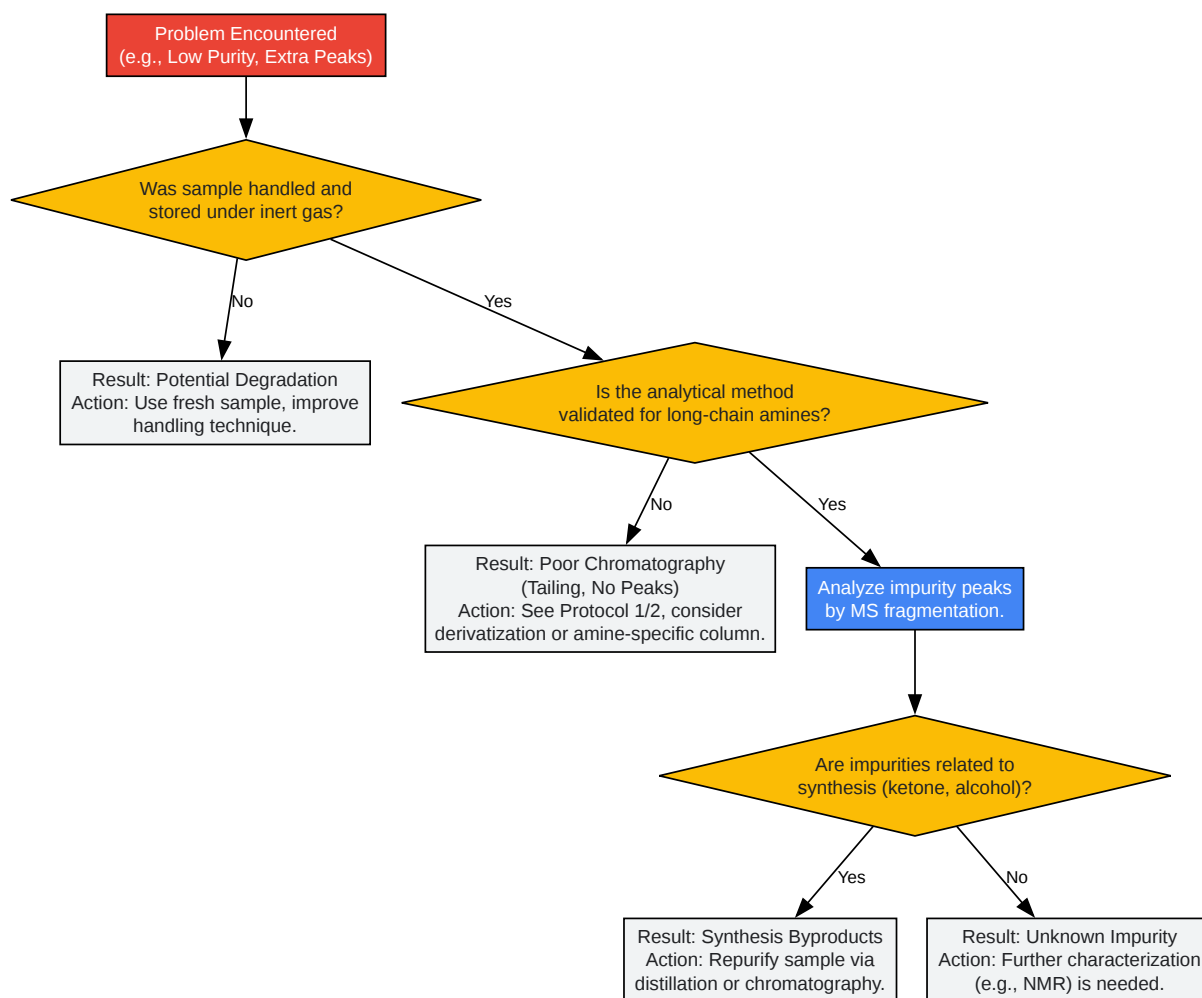 Problem Encountered
(e.g., Low Purity, Extra Peaks)
Was sample handled and
stored under inert gas?
No
Yes
Result: Potential Degradation
Action: Use fresh sample, improve
handling technique.
Is the analytical method
validated for long-chain amines?
No
Yes
Result: Poor Chromatography
(Tailing, No Peaks)
Action: See Protocol 1/2, consider
derivatization or amine-specific column.
Analyze impurity peaks
by MS fragmentation.
Are impurities related to
synthesis (ketone, alcohol)?
Yes
No
Result: Synthesis Byproducts
Action: Repurify sample via
distillation or chromatography.
Result: Unknown Impurity
Action: Further characterization
(e.g., NMR) is needed.